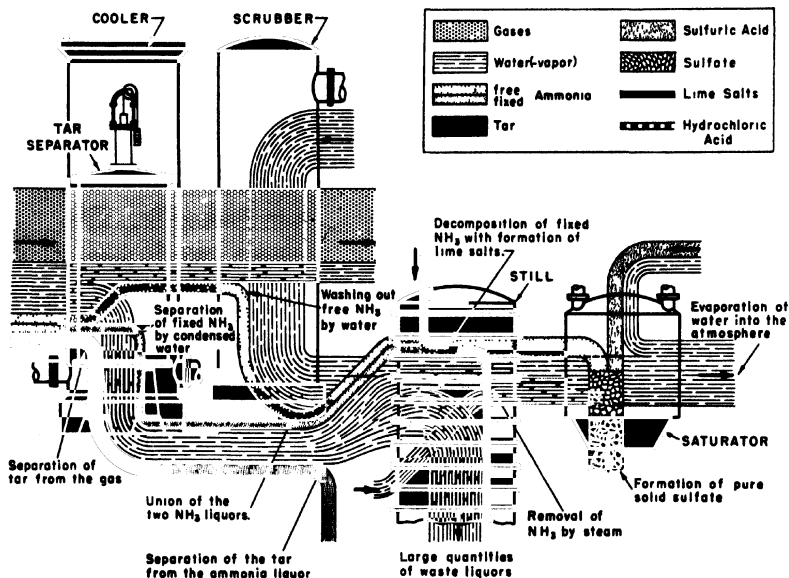 COOLER
SCRUBBER
TAR
SEPARATOR
Gases
Water(-vapor)
free
fixed Ammonia
Tar
Sulfuric Acid
Sulfate
Lime Salts
Hydrochloric
Acid
Decomposition of fixed
NH3 with formation of
lime salts.
STILL
Separation
of fixed NH3
by condensed
water
Washing out
free NH3
by water
Evaporation of
water into the
atmosphere
SATURATOR
Separation of
tar from the gas
Union of the
two NH3 liquors.
Separation of the tar
from the ammonia liquor
Large quantities
of waste liquors
Removal of
NH3 by steam
Formation of pure
solid sulfate